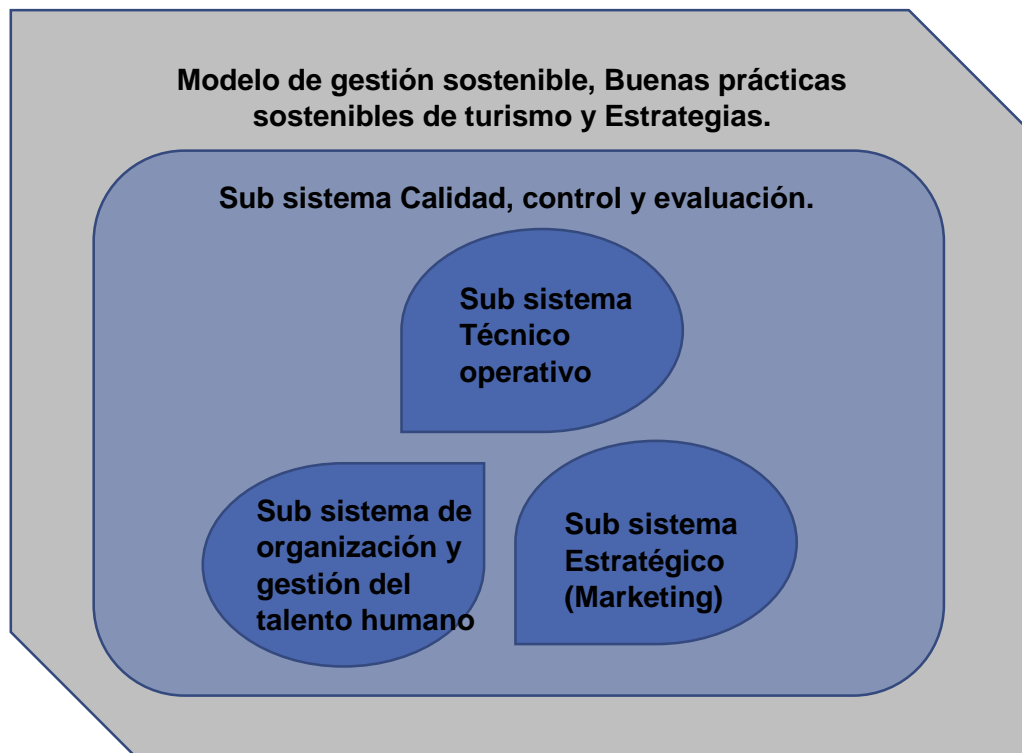 Modelo de gestión sostenible, Buenas prácticas
sostenibles de turismo y Estrategias.
Sub sistema Calidad, control y evaluación.
Sub sistema
Técnico
operativo
Sub sistema de
organización y
gestión del
talento humano
Sub sistema
Estratégico
(Marketing)